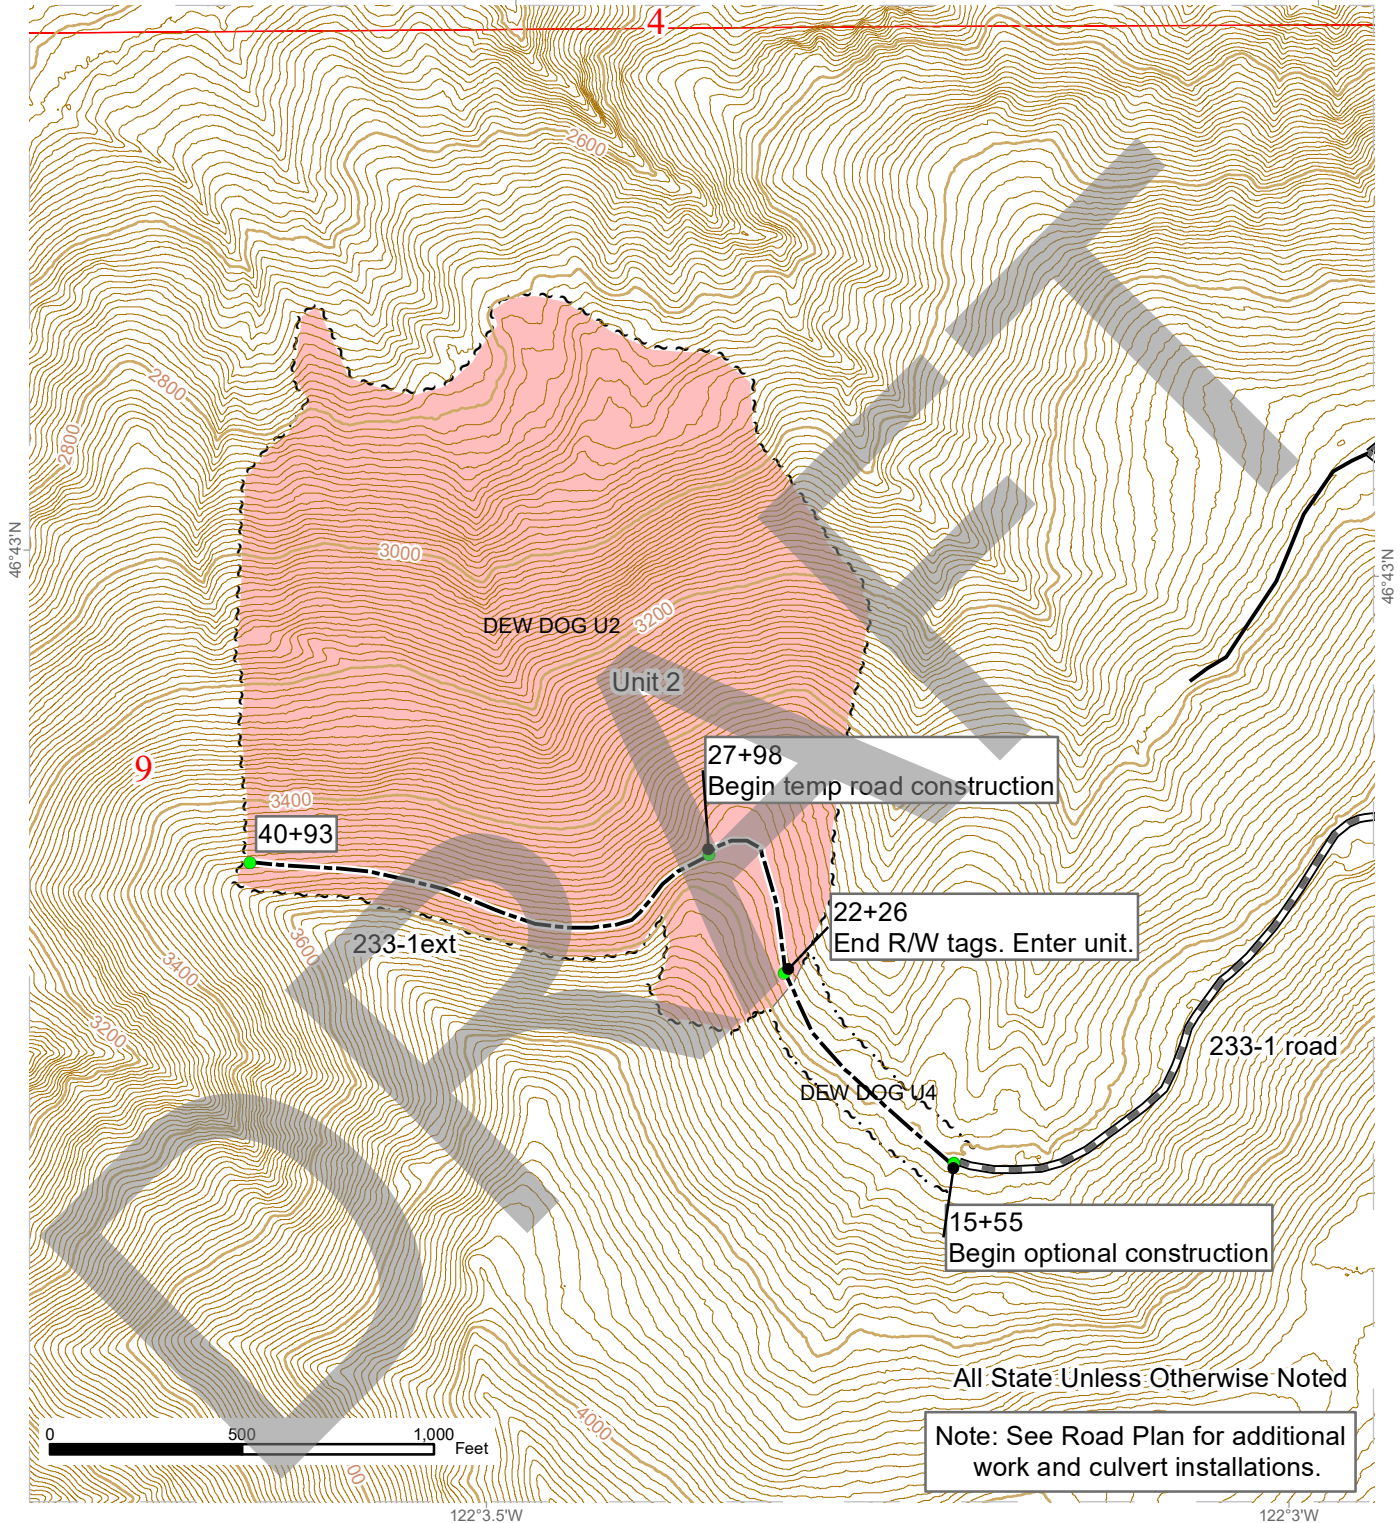 4
2600
2800
2800
46°43'N
46°43'N
3000
DEW DOG U2
3200
Unit 2
27+98
Begin temp road construction
9
3400
40+93
22+26
End R/W tags. Enter unit.
233-1ext
3600
3400
3200
233-1 road
DEW DOG U4
15+55
Begin optional construction
DRAFT
All State Unless Otherwise Noted
4000
0 500 1,000
Feet
Note: See Road Plan for additional
work and culvert installations.
122°3.5'W
122°3'W